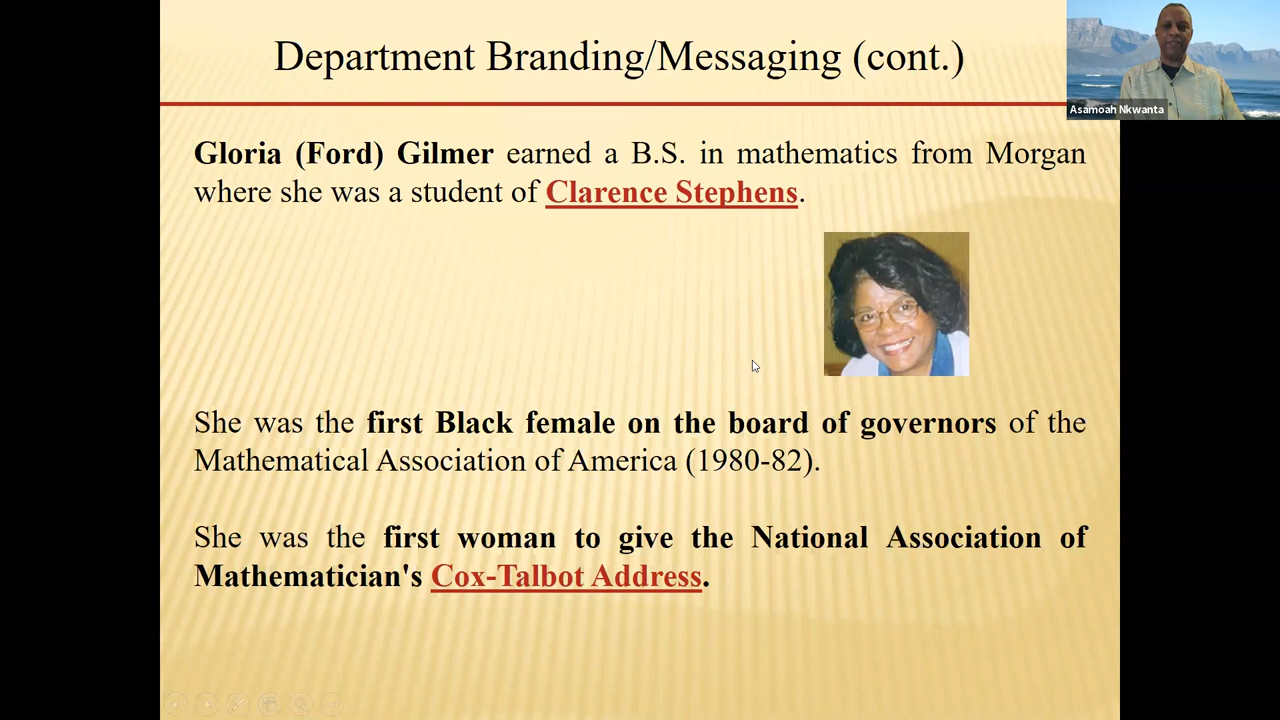 Department Branding/Messaging (cont.)
Asamoah Nkwanta
Gloria (Ford) Gilmer earned a B.S. in mathematics from Morgan
where she was a student of Clarence Stephens.
She was the first Black female on the board of governors of the
Mathematical Association of America (1980-82).
She was the first woman to give the National Association of
Mathematician's Cox-Talbot Address.